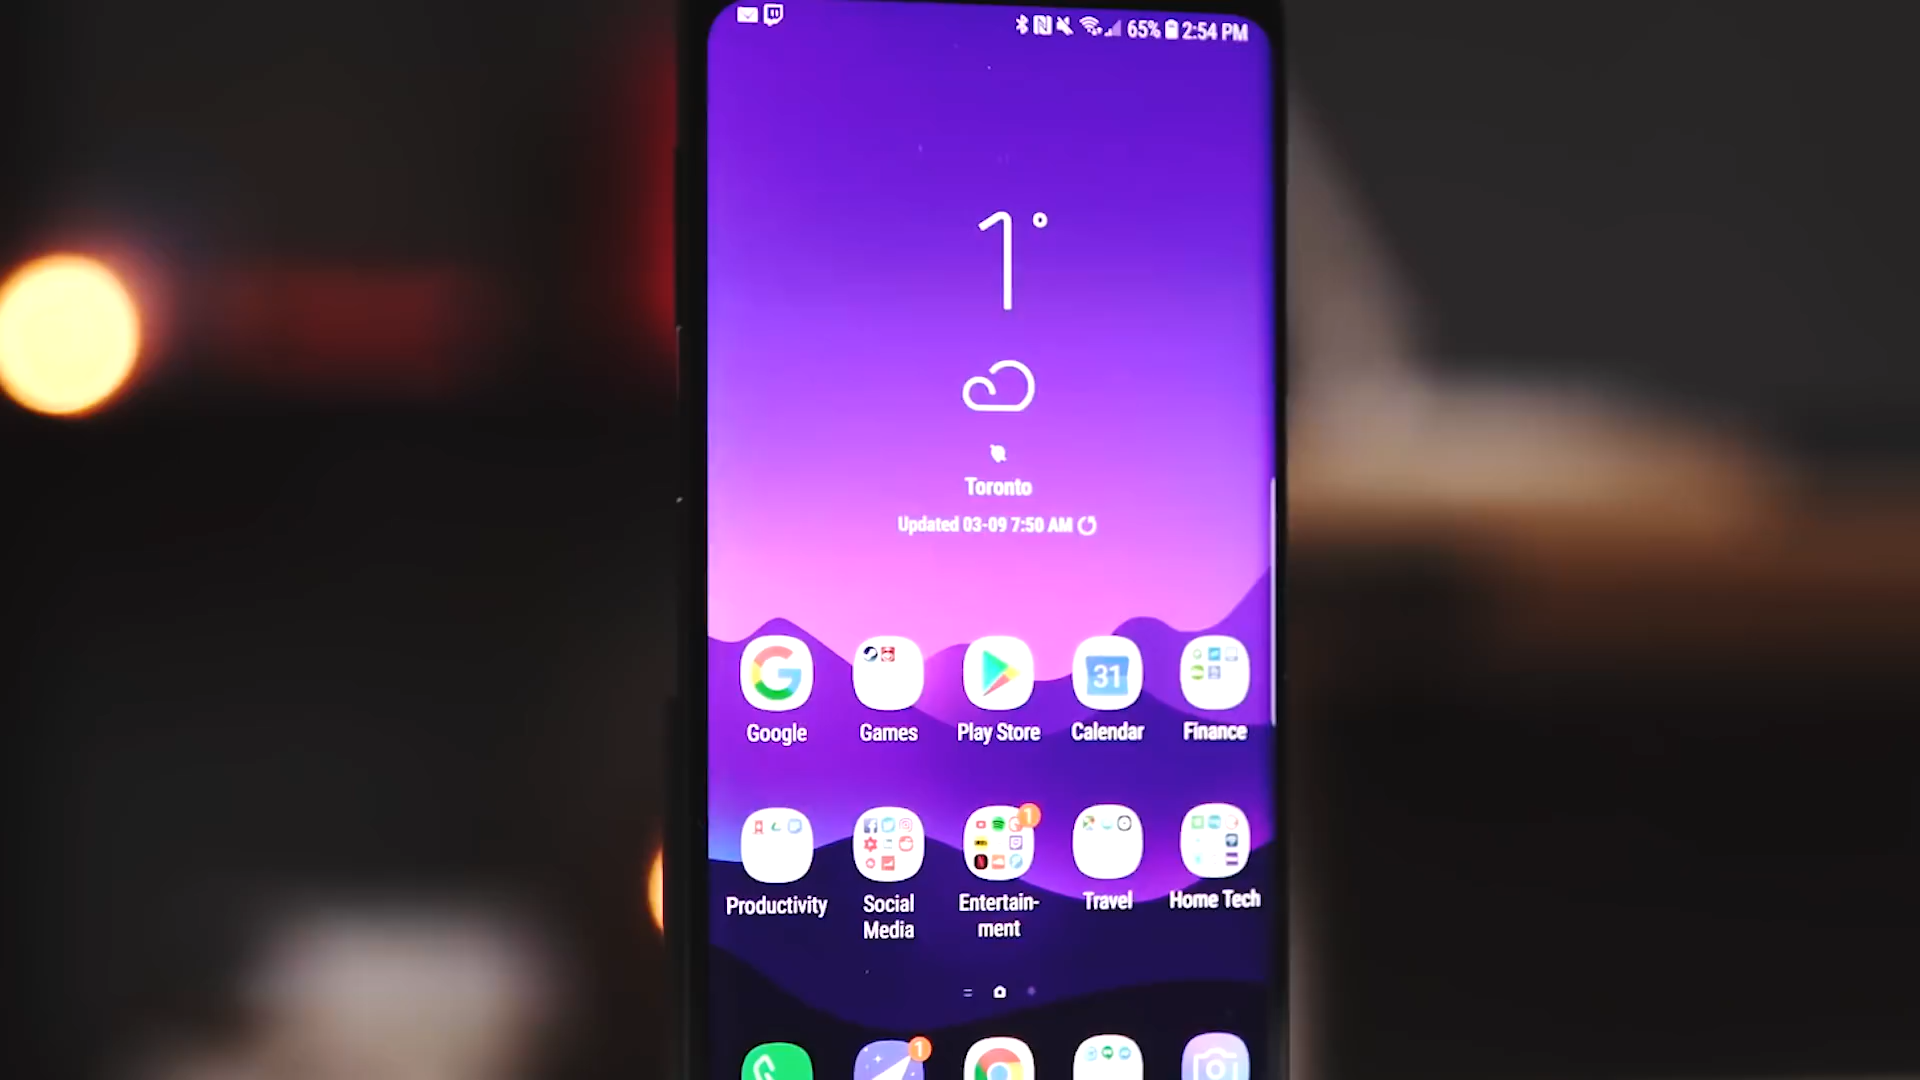 65% 2:54 PM
1°
Toronto
Updated 03-09 7:50 AM
Google Games Play Store 31 Calendar Finance
Productivity Social Media Entertain-ment 1 Travel Home Tech
1